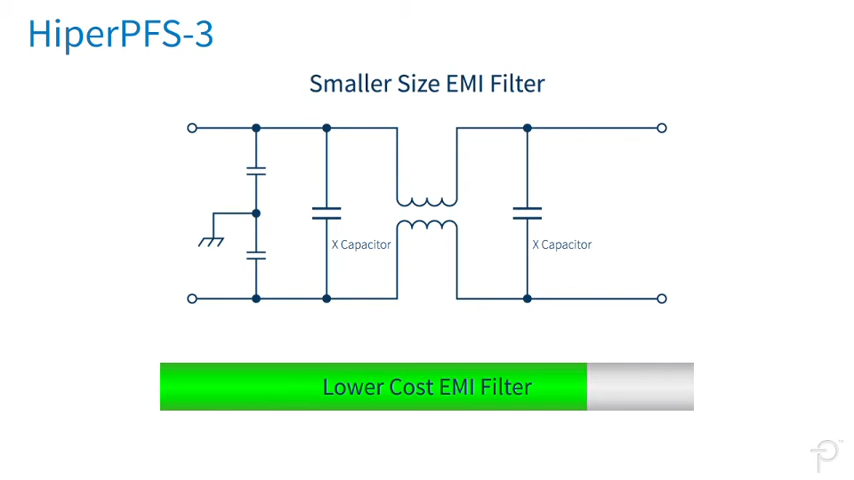 HiperPFS-3
Smaller Size EMI Filter
X Capacitor
X Capacitor
Lower Cost EMI Filter